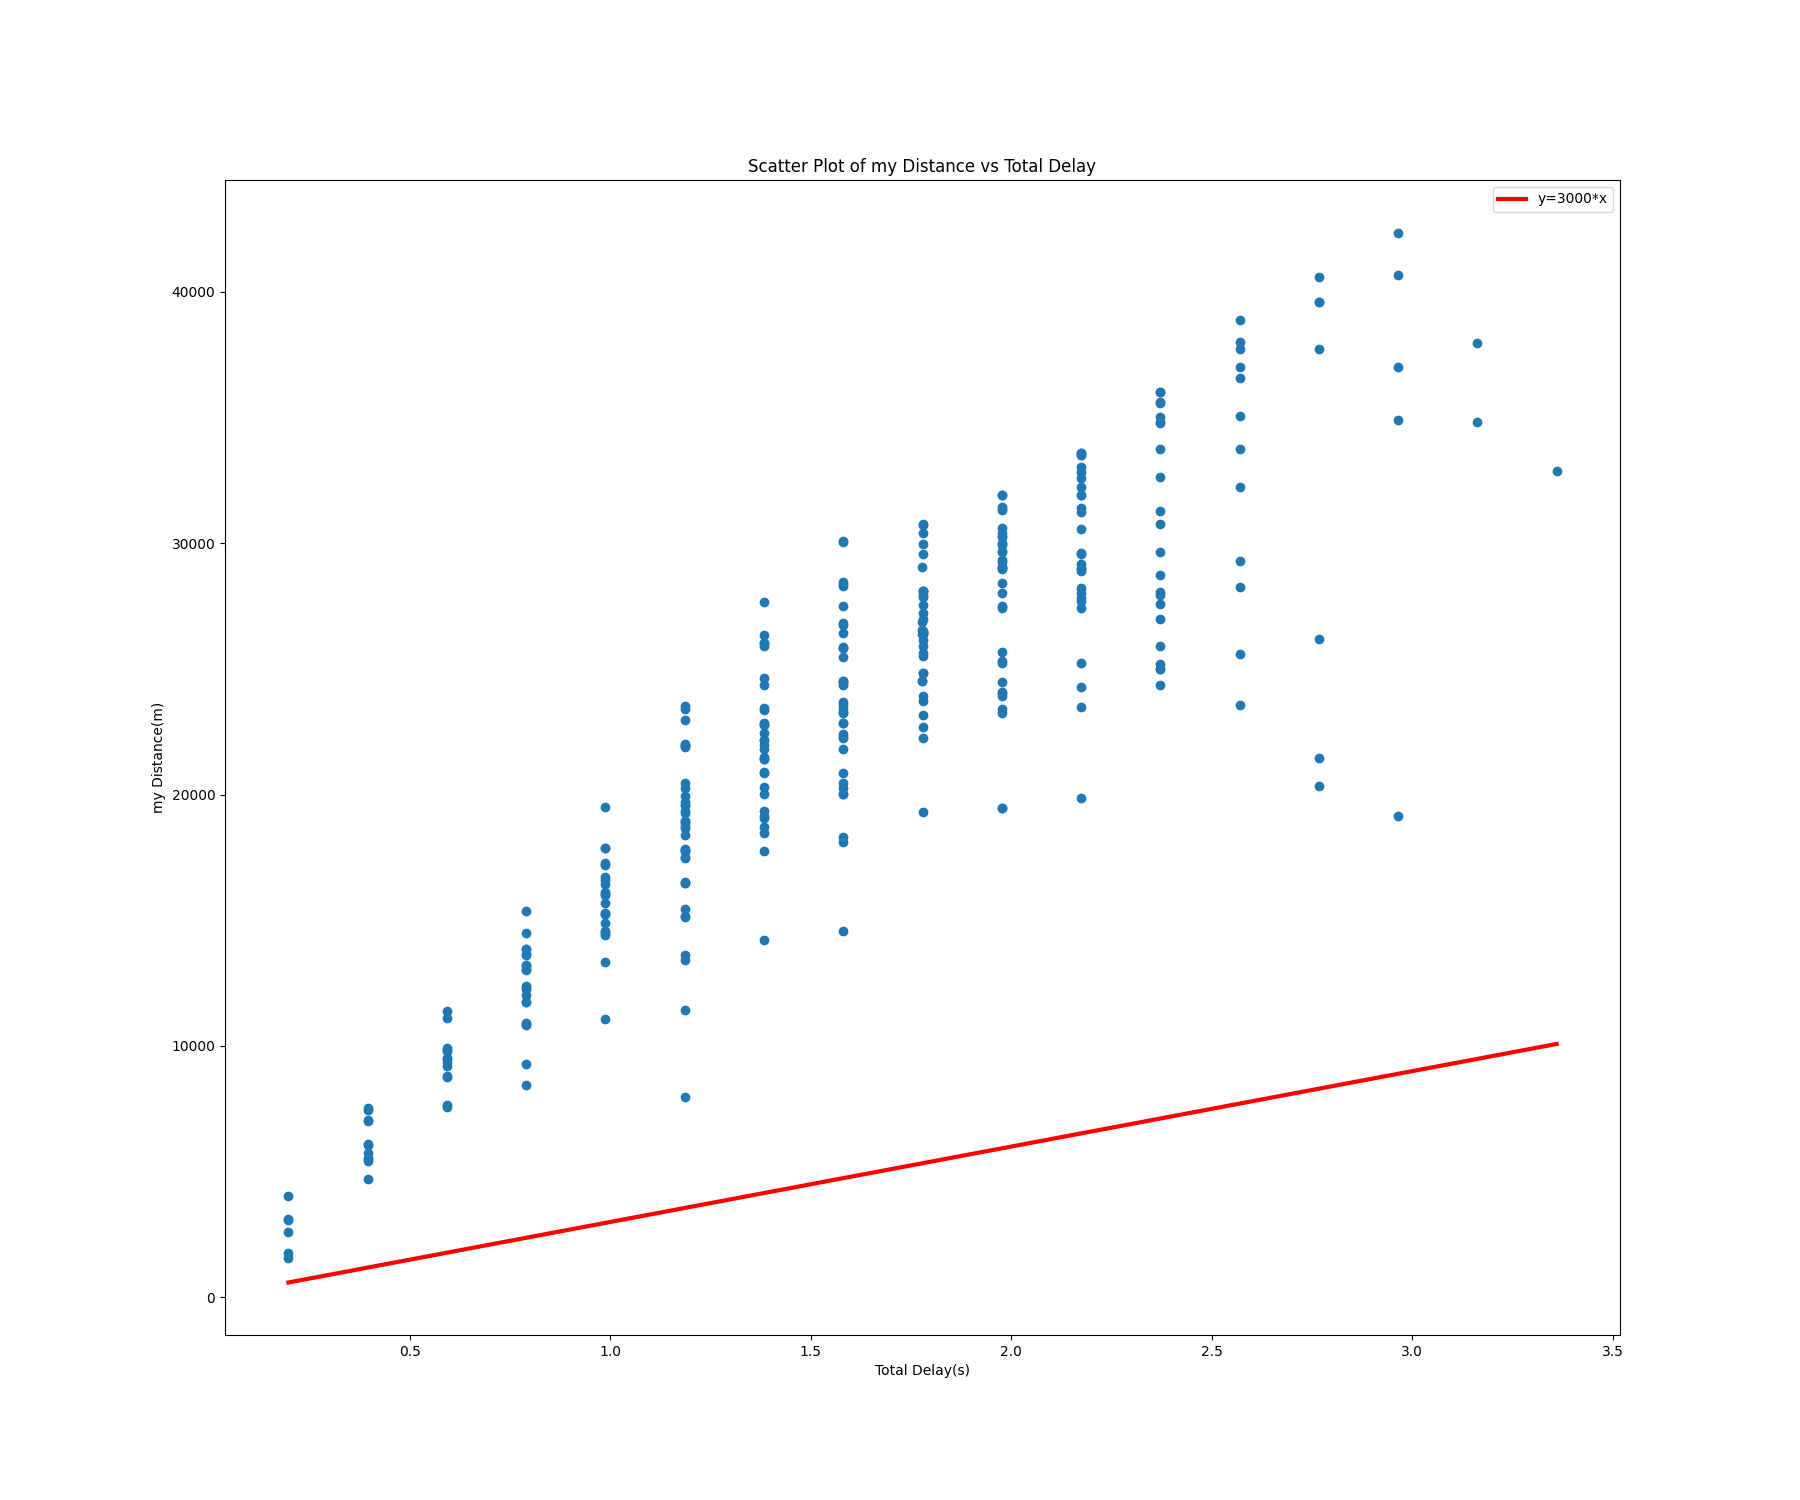 Scatter Plot of my Distance vs Total Delay
y=3000*x
40000
30000
20000
10000
0
my Distance(m)
0.5 1.0 1.5 2.0 2.5 3.0 3.5
Total Delay(s)